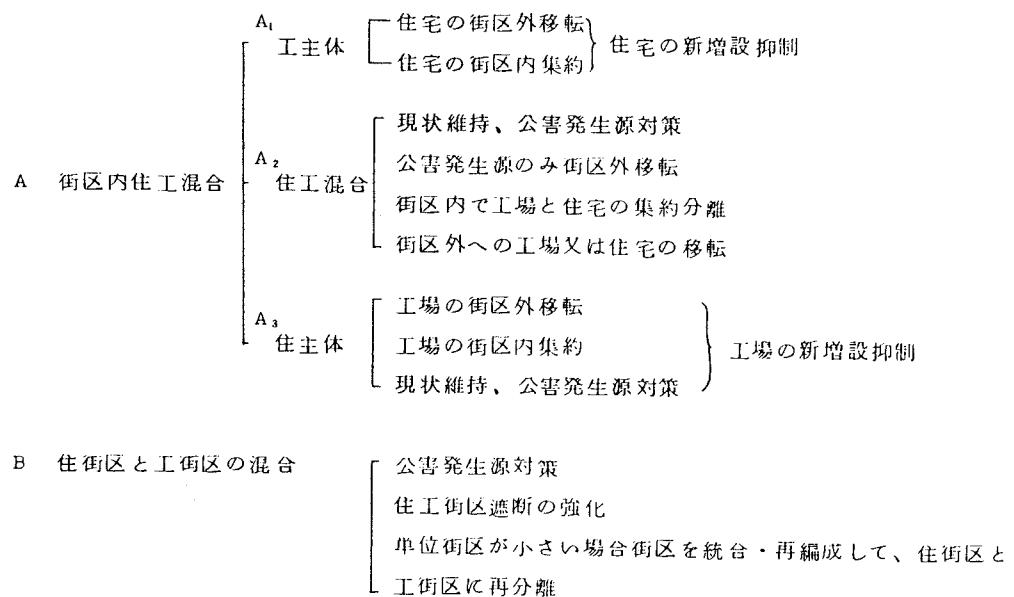 A₁
工主体
住宅の街区外移転
住宅の街区内集約
住宅の新増設抑制
A 街区内住工混合
A₂
住工混合
現状維持、公害発生源対策
公害発生源のみ街区外移転
街区内で工場と住宅の集約分離
街区外への工場又は住宅の移転
A₃
住主体
工場の街区外移転
工場の街区内集約
現状維持、公害発生源対策
工場の新増設抑制
B 住街区と工街区の混合
公害発生源対策
住工街区遮断の強化
単位街区が小さい場合街区を統合・再編成して、住街区と
工街区に再分離